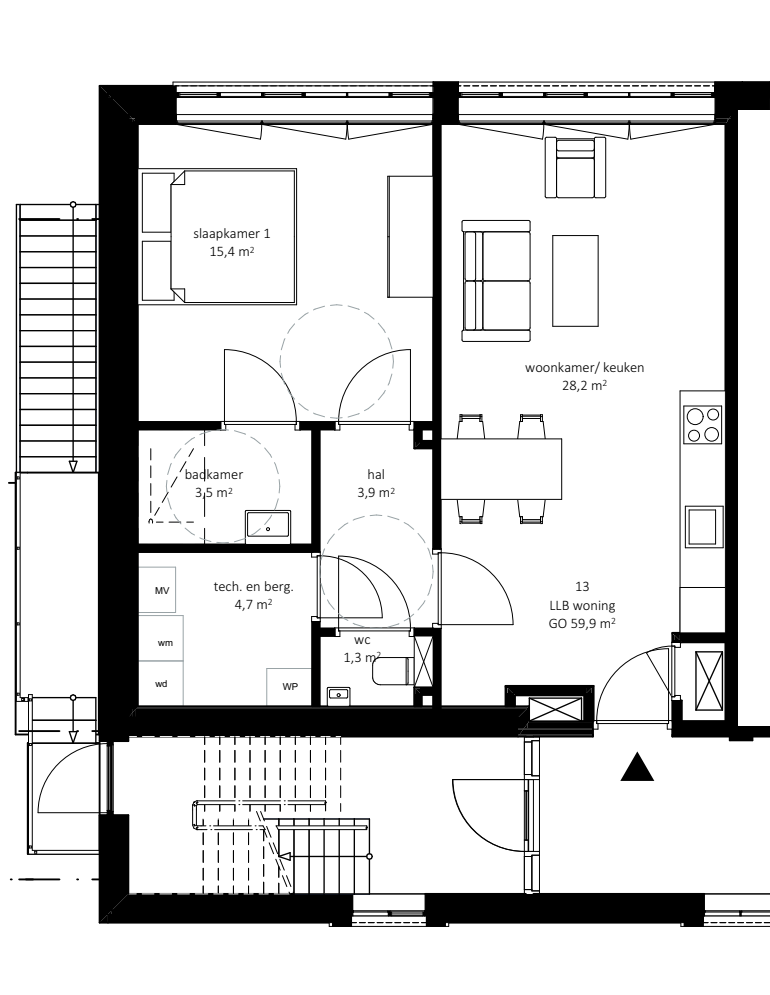 slaapkamer 1
15,4 m²
woonkamer/ keuken
28,2 m²
badkamer
3,5 m²
hal
3,9 m²
tech. en berg.
4,7 m²
MV
wm
wd
WP
wc
1,3 m²
13
LLB woning
GO 59,9 m²